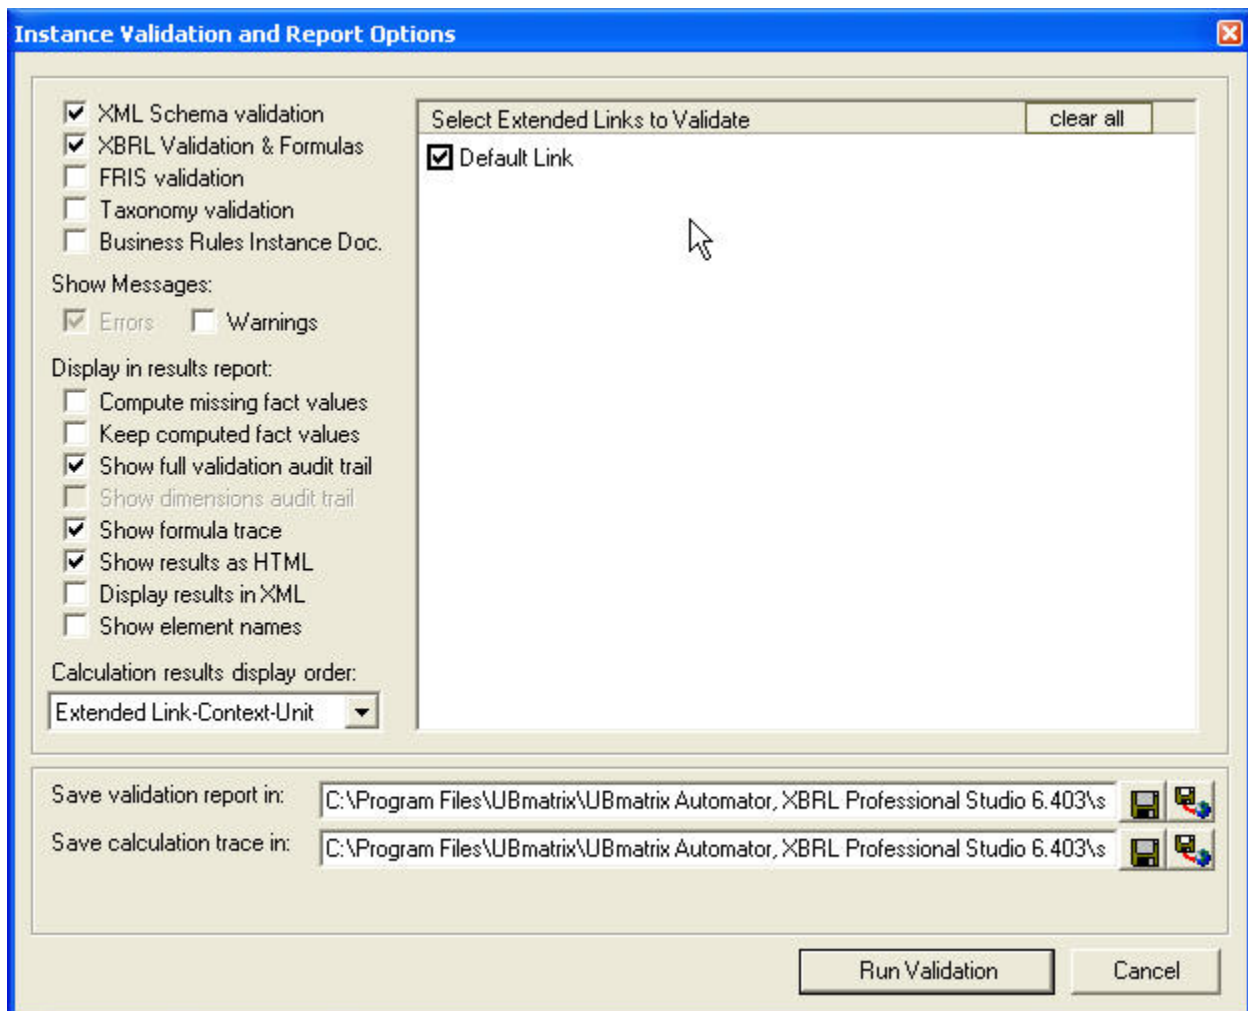 Instance Validation and Report Options
XML Schema validation
XBRL Validation & Formulas
FRIS validation
Taxonomy validation
Business Rules Instance Doc.
Show Messages:
Errors Warnings
Display in results report:
Compute missing fact values
Keep computed fact values
Show full validation audit trail
Show dimensions audit trail
Show formula trace
Show results as HTML
Display results in XML
Show element names
Calculation results display order:
Extended Link-Context-Unit
Select Extended Links to Validate clear all
Default Link
Save validation report in: C:\Program Files\UBmatrix\UBmatrix Automator, XBRL Professional Studio 6.403\s
Save calculation trace in: C:\Program Files\UBmatrix\UBmatrix Automator, XBRL Professional Studio 6.403\s
Run Validation Cancel